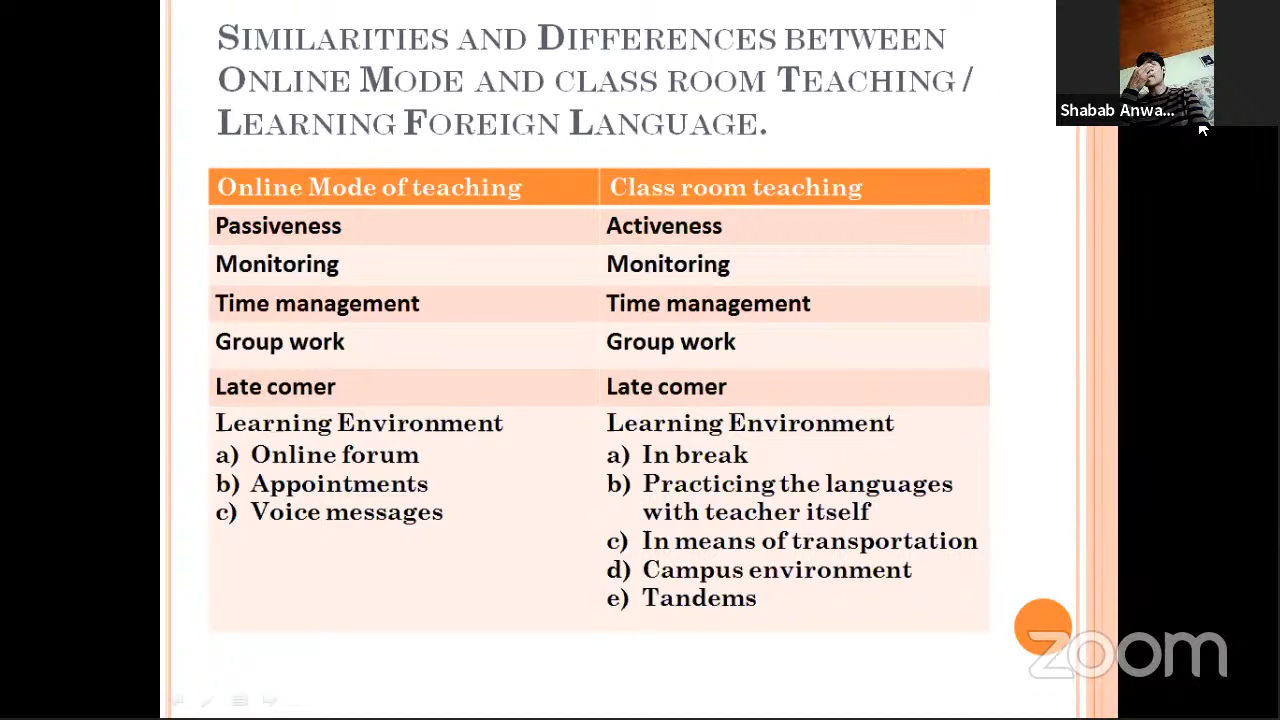 SIMILARITIES AND DIFFERENCES BETWEEN
ONLINE MODE AND CLASS ROOM TEACHING /
LEARNING FOREIGN LANGUAGE.
Shabab Anwa...
Online Mode of teaching
Class room teaching
Passiveness
Activeness
Monitoring
Monitoring
Time management
Time management
Group work
Group work
Late comer
Late comer
Learning Environment
a) Online forum
b) Appointments
c) Voice messages
Learning Environment
a) In break
b) Practicing the languages
with teacher itself
c) In means of transportation
d) Campus environment
e) Tandems
zoom